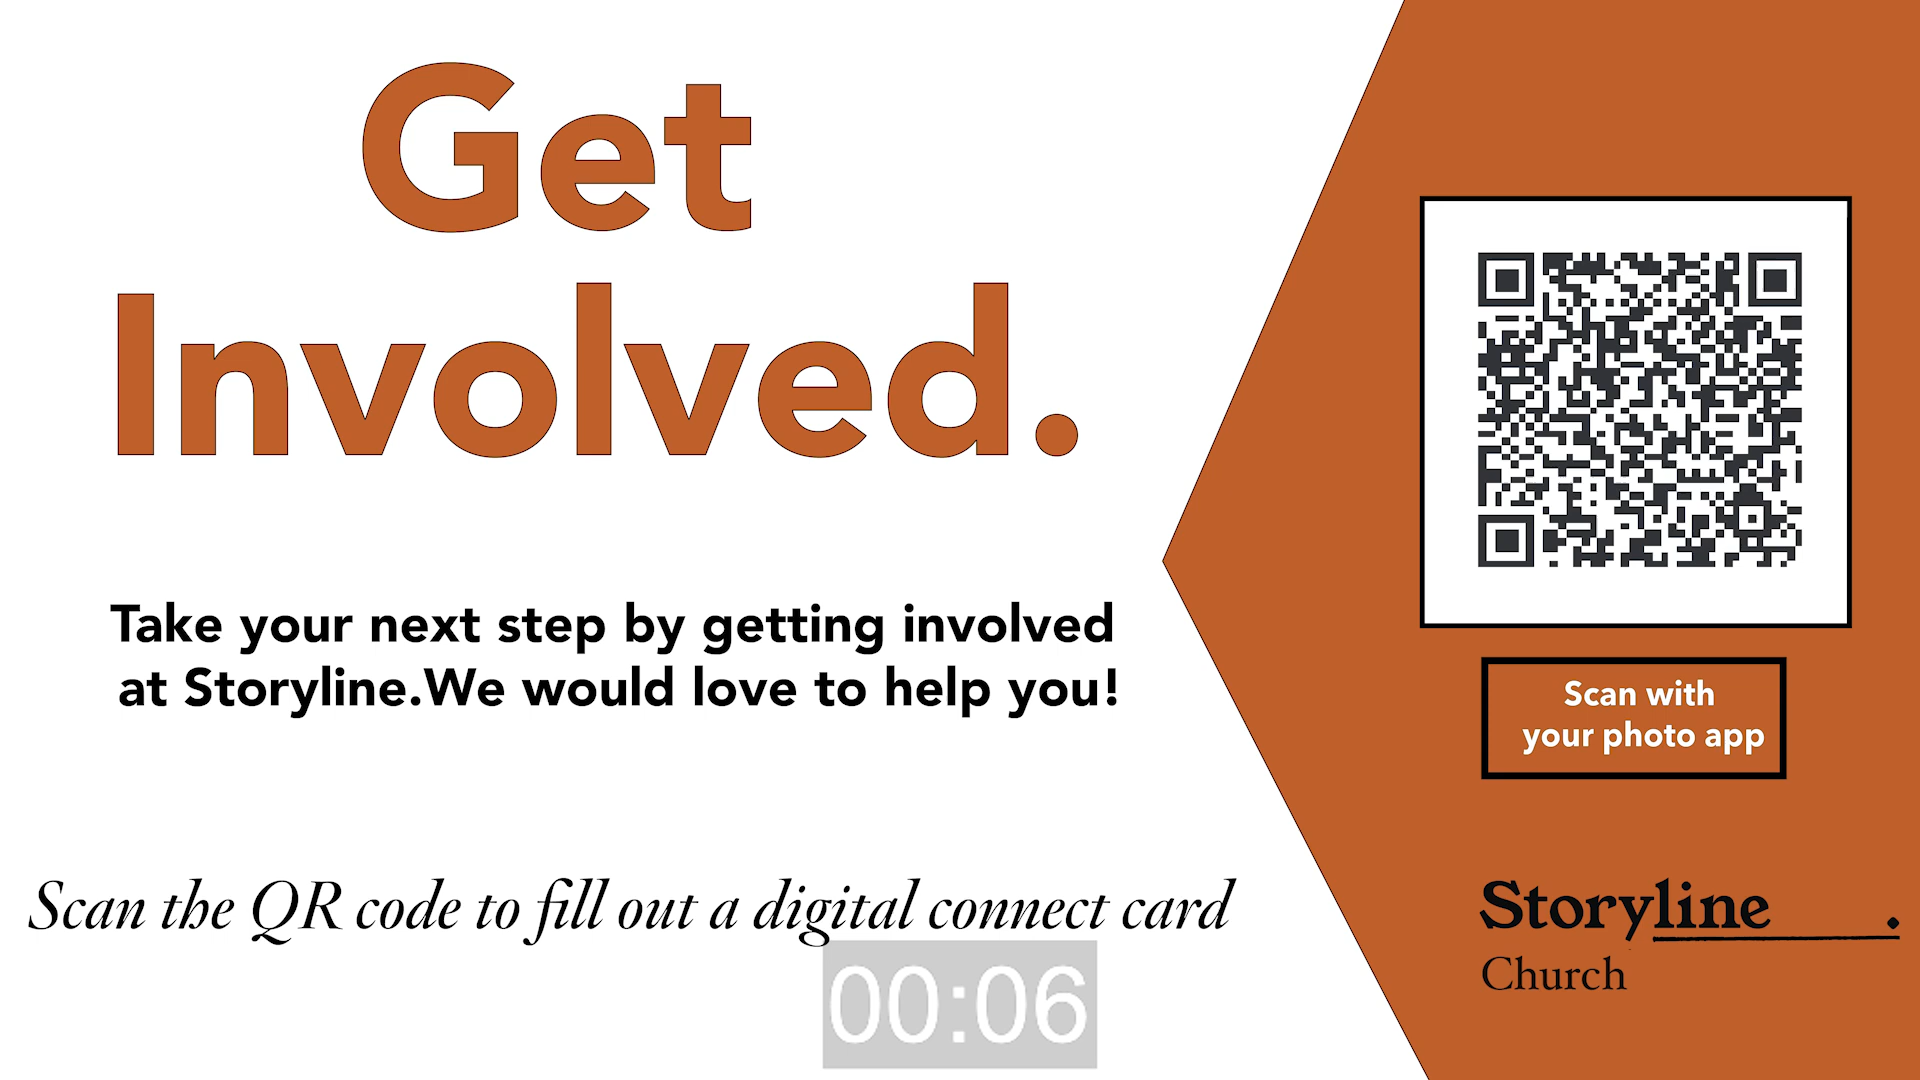 Get
Involved.
Take your next step by getting involved
at Storyline.We would love to help you!
Scan the QR code to fill out a digital connect card
00:06
Scan with
your photo app
Storyline .
Church